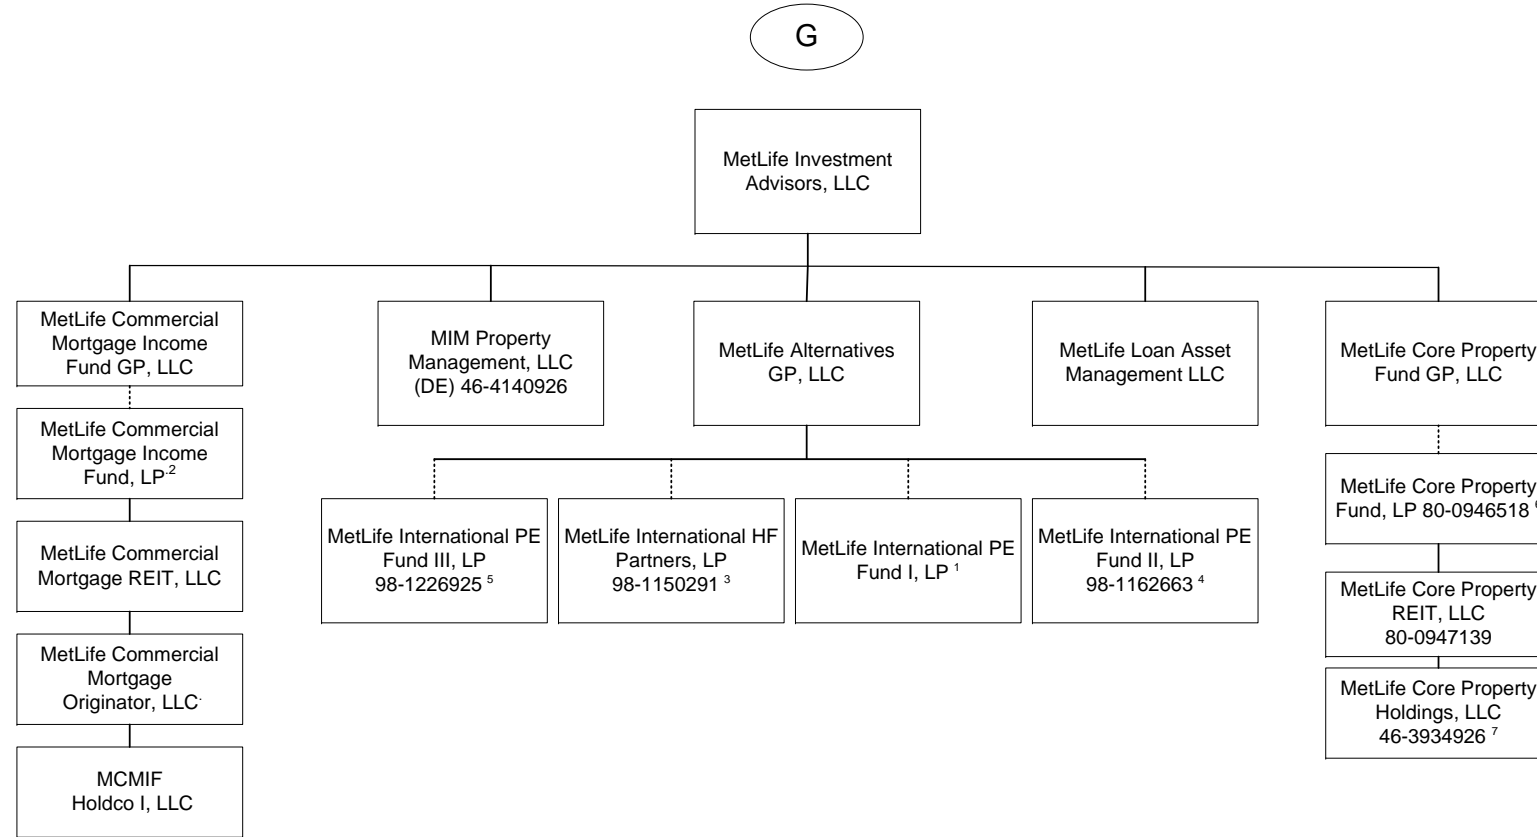 G
MetLife Investment
Advisors, LLC
MetLife Commercial
Mortgage Income
Fund GP, LLC
MIM Property
Management, LLC
(DE) 46-4140926
MetLife Alternatives
GP, LLC
MetLife Loan Asset
Management LLC
MetLife Core Property
Fund GP, LLC
MetLife Commercial
Mortgage Income
Fund, LP.2
MetLife Core Property
Fund, LP 80-0946518
MetLife International PE
Fund III, LP
98-1226925 5
MetLife International HF
Partners, LP
98-1150291 3
MetLife International PE
Fund I, LP 1
MetLife International PE
Fund II, LP
98-1162663 4
MetLife Commercial
Mortgage REIT, LLC
MetLife Core Property
REIT, LLC
80-0947139
MetLife Commercial
Mortgage
Originator, LLC.
MetLife Core Property
Holdings, LLC
46-3934926 7
MCMIF
Holdco I, LLC